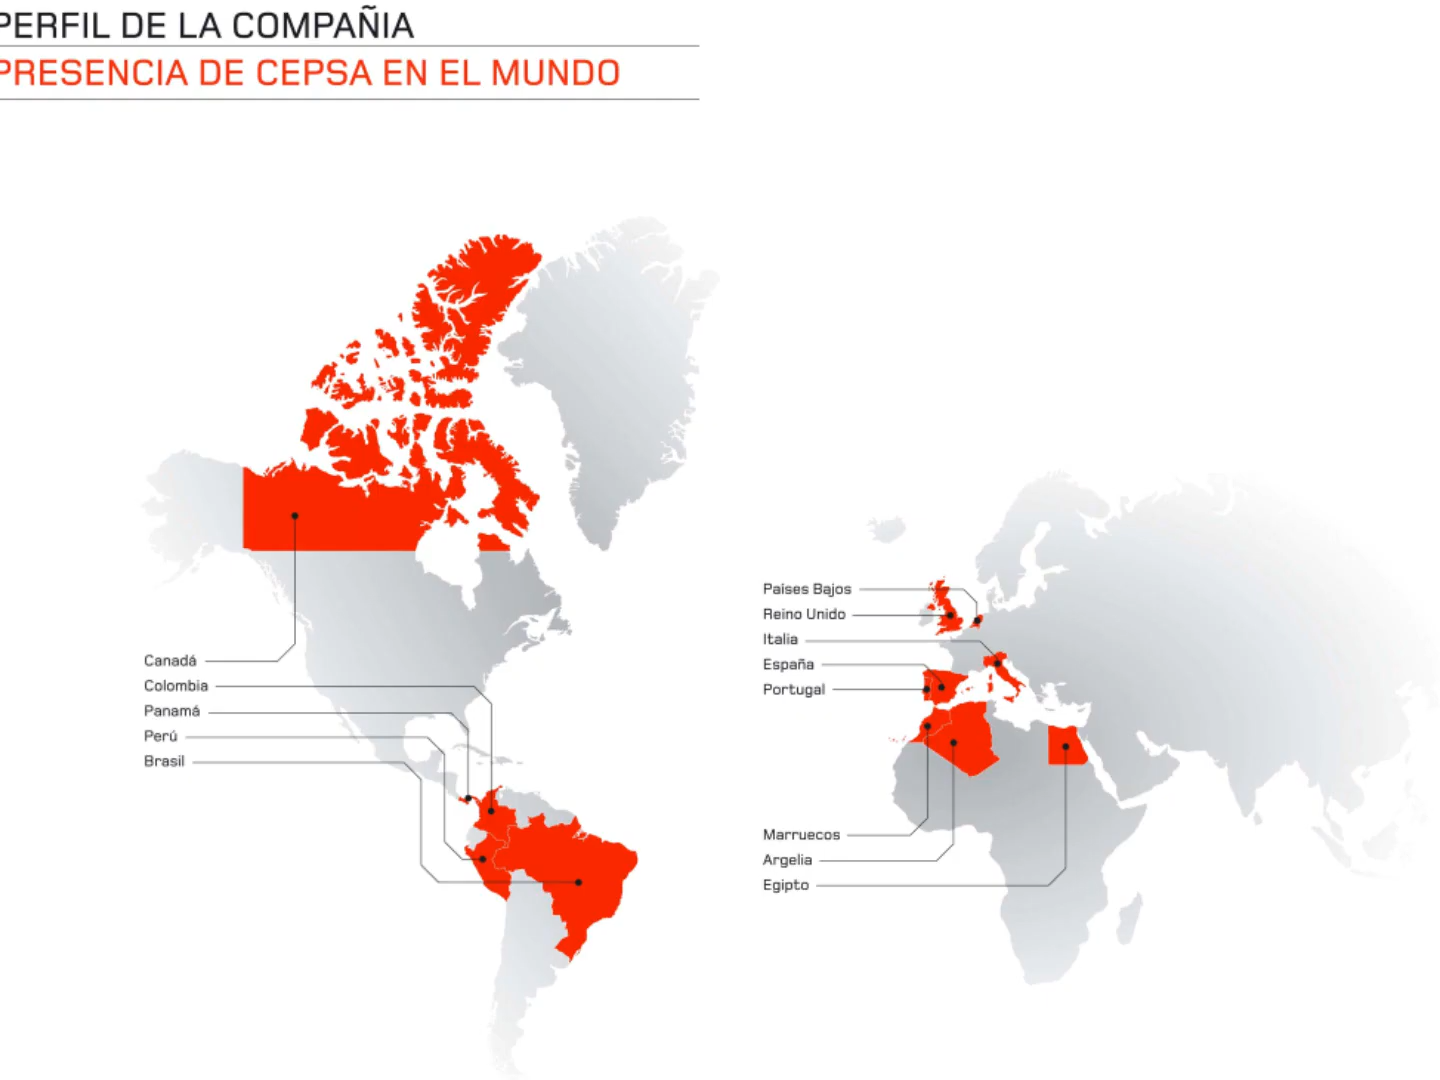 PERFIL DE LA COMPAÑIA
PRESENCIA DE CEPSA EN EL MUNDO
Canadá
Colombia
Panamá
Perú
Brasil
Países Bajos
Reino Unido
Italia
España
Portugal
Marruecos
Argelia
Egipto